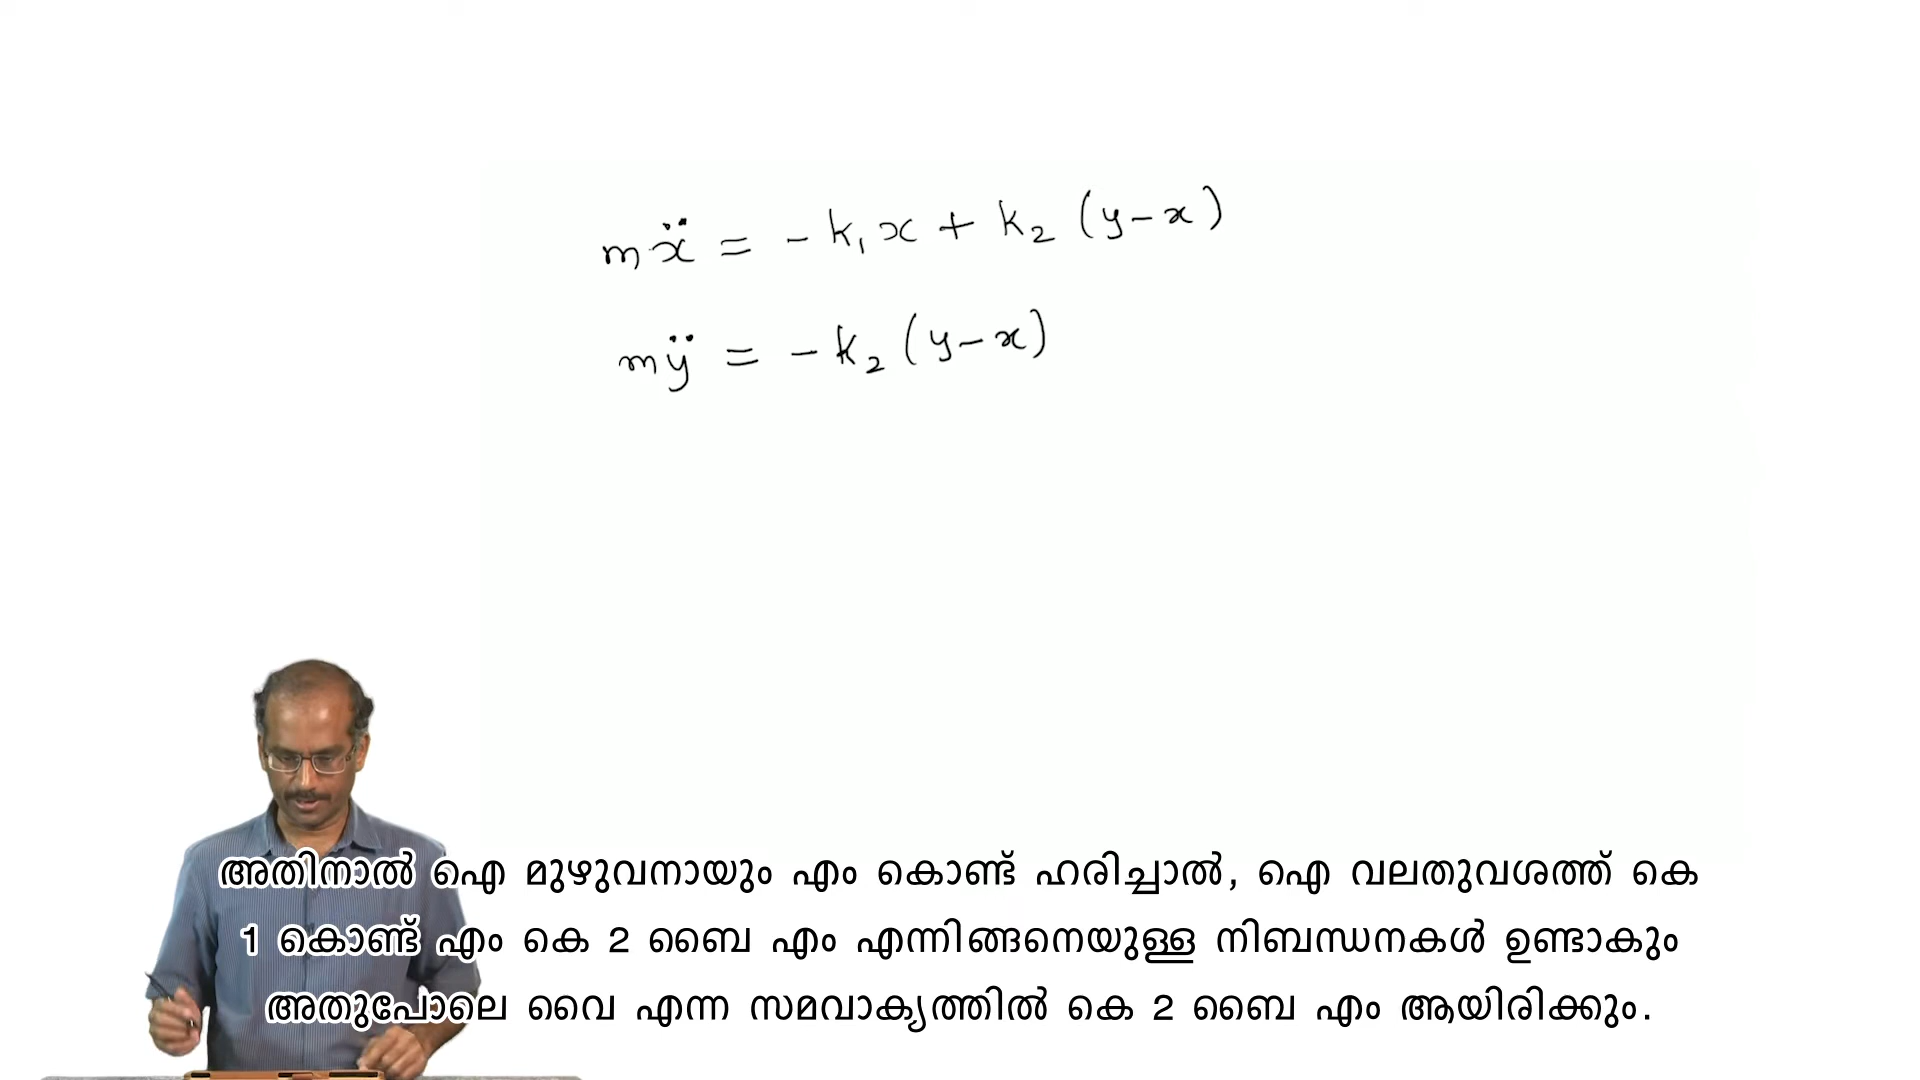 mẍ = - k₁x + k₂ (y-x)
mÿ = - k₂ (y-x)
അതിനാൽ ഐ മുഴുവനായും എം കൊണ്ട് ഹരിച്ചാൽ, ഐ വലതുവശത്ത് കെ
1 കൊണ്ട് എം കെ 2 ബൈ എം എന്നിങ്ങനെയുള്ള നിബന്ധനകൾ ഉണ്ടാകും
അതുപോലെ വൈ എന്ന സമവാക്യത്തിൽ കെ 2 ബൈ എം ആയിരിക്കും.